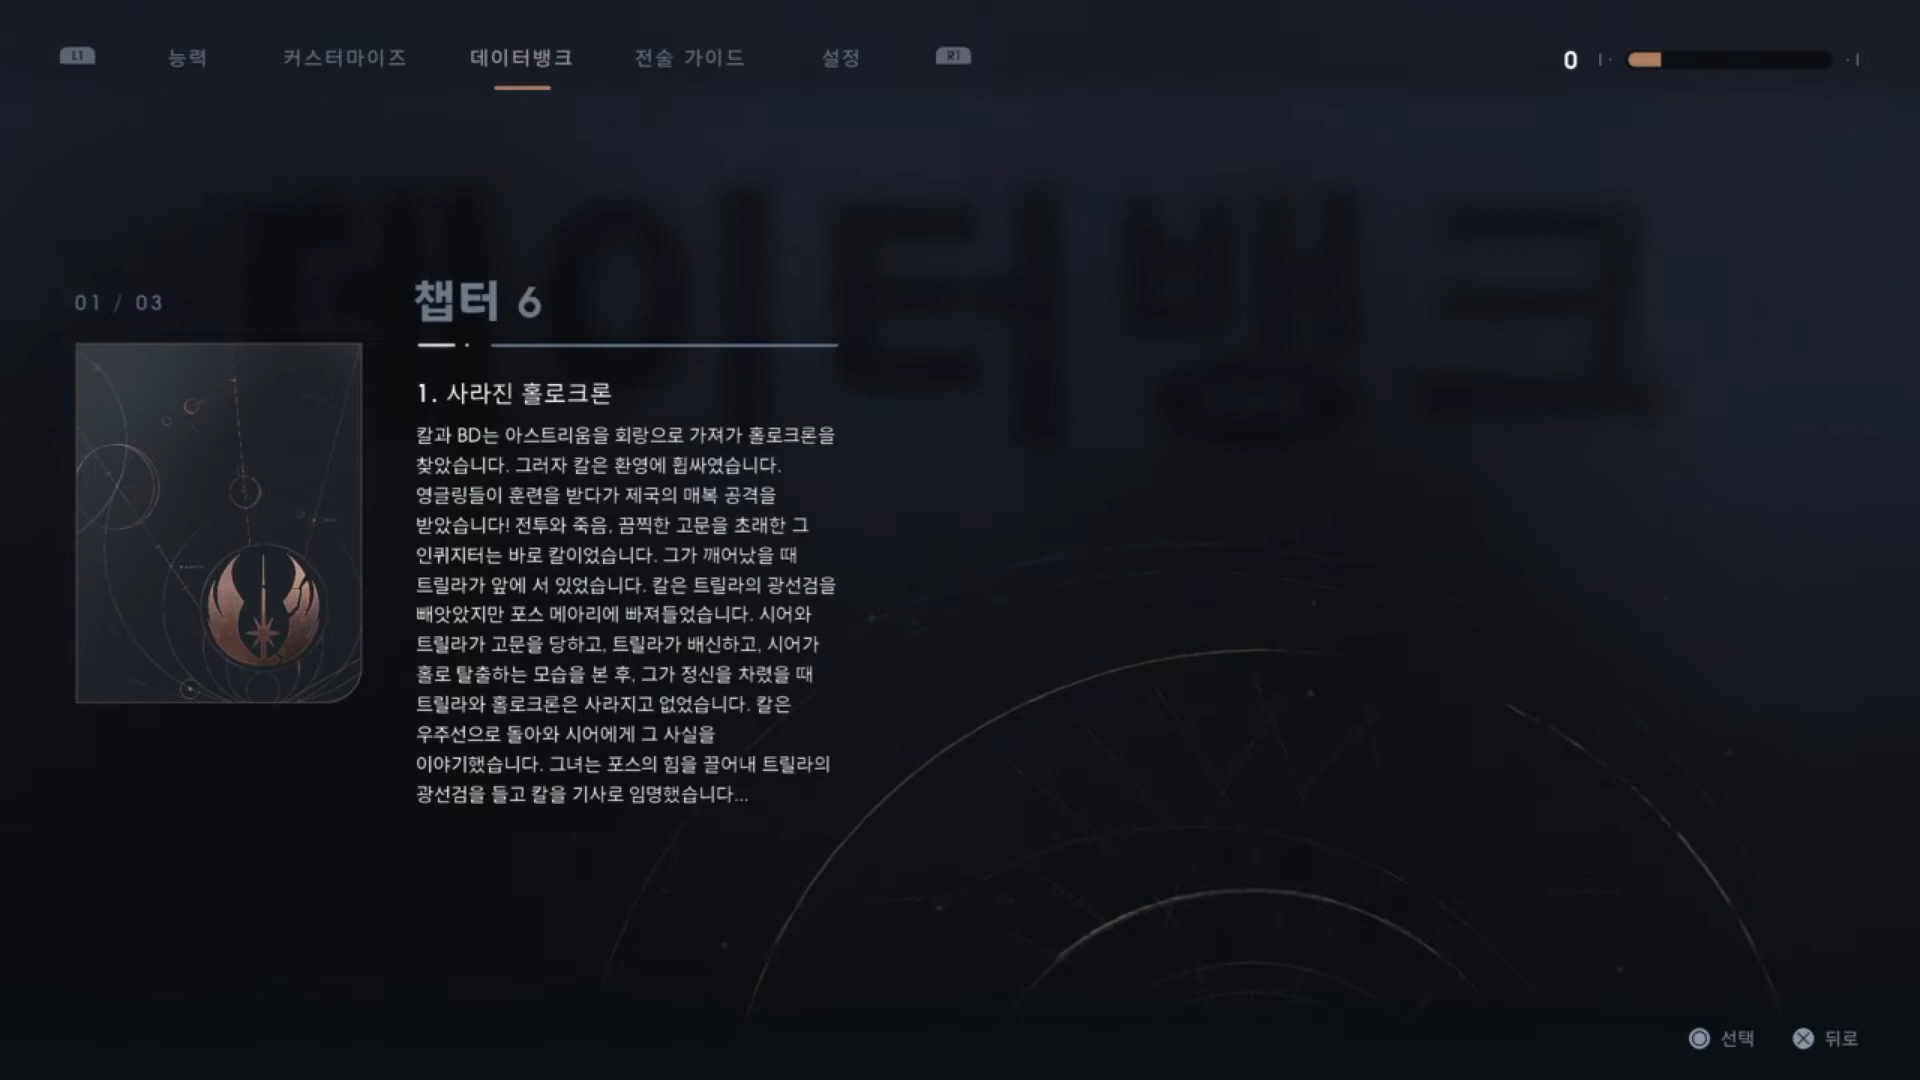 L1 능력 커스터마이즈 데이터뱅크 전술 가이드 설정 R1 0
데이터뱅크
01 / 03
챕터 6
1. 사라진 홀로크론
칼과 BD는 아스트리움을 회랑으로 가져가 홀로크론을
찾았습니다. 그러자 칼은 환영에 휩싸였습니다.
영글링들이 훈련을 받다가 제국의 매복 공격을
받았습니다! 전투와 죽음, 끔찍한 고문을 초래한 그
인퀴지터는 바로 칼이었습니다. 그가 깨어났을 때
트릴라가 앞에 서 있었습니다. 칼은 트릴라의 광선검을
빼앗았지만 포스 메아리에 빠져들었습니다. 시어와
트릴라가 고문을 당하고, 트릴라가 배신하고, 시어가
홀로 탈출하는 모습을 본 후, 그가 정신을 차렸을 때
트릴라와 홀로크론은 사라지고 없었습니다. 칼은
우주선으로 돌아와 시어에게 그 사실을
이야기했습니다. 그녀는 포스의 힘을 끌어내 트릴라의
광선검을 들고 칼을 기사로 임명했습니다...
선택 뒤로